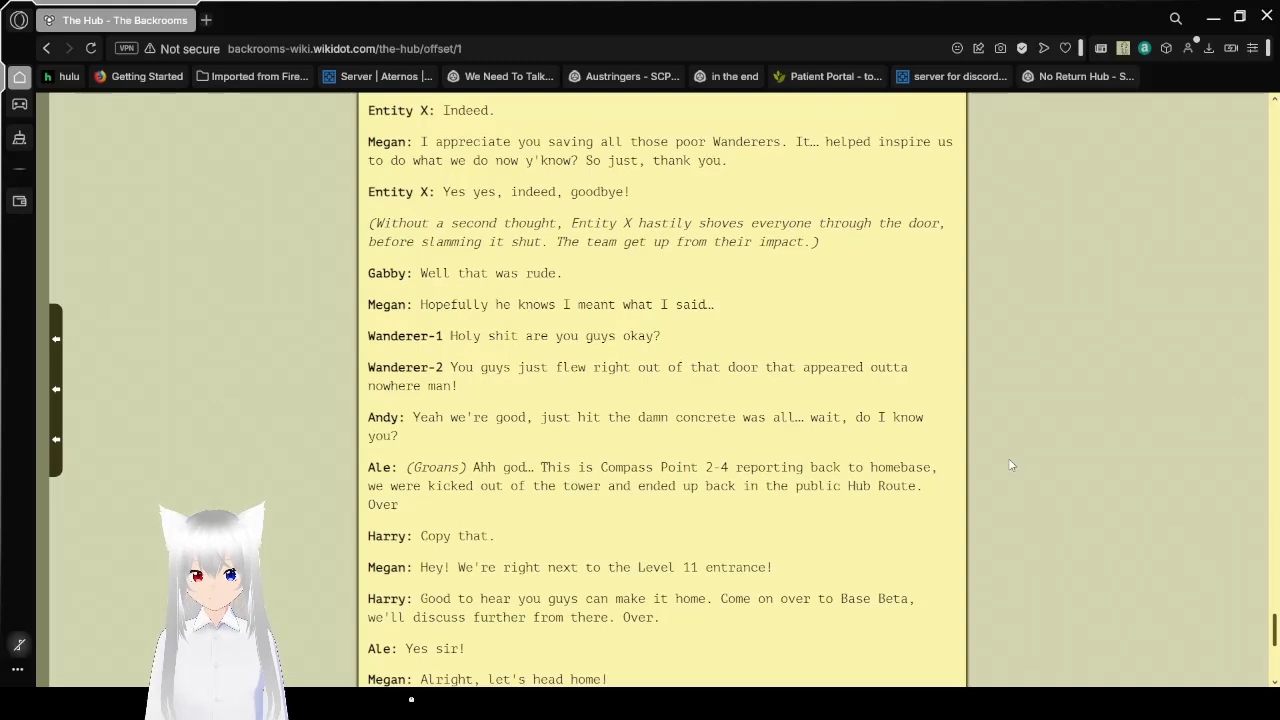 The Hub - The Backrooms
VPN
Not secure
backrooms-wiki.wikidot.com/the-hub/offset/1
hulu
Getting Started
Imported from Fire...
Server | Aternos |...
We Need To Talk...
Austringers - SCP...
in the end
Patient Portal - to...
server for discord...
No Return Hub - S...
Entity X: Indeed.
Megan: I appreciate you saving all those poor Wanderers. It… helped inspire us
to do what we do now y'know? So just, thank you.
Entity X: Yes yes, indeed, goodbye!
(Without a second thought, Entity X hastily shoves everyone through the door,
before slamming it shut. The team get up from their impact.)
Gabby: Well that was rude.
Megan: Hopefully he knows I meant what I said…
Wanderer-1 Holy shit are you guys okay?
Wanderer-2 You guys just flew right out of that door that appeared outta
nowhere man!
Andy: Yeah we're good, just hit the damn concrete was all… wait, do I know
you?
Ale: (Groans) Ahh god… This is Compass Point 2-4 reporting back to homebase,
we were kicked out of the tower and ended up back in the public Hub Route.
Over
Harry: Copy that.
Megan: Hey! We're right next to the Level 11 entrance!
Harry: Good to hear you guys can make it home. Come on over to Base Beta,
we'll discuss further from there. Over.
Ale: Yes sir!
Megan: Alright, let's head home!